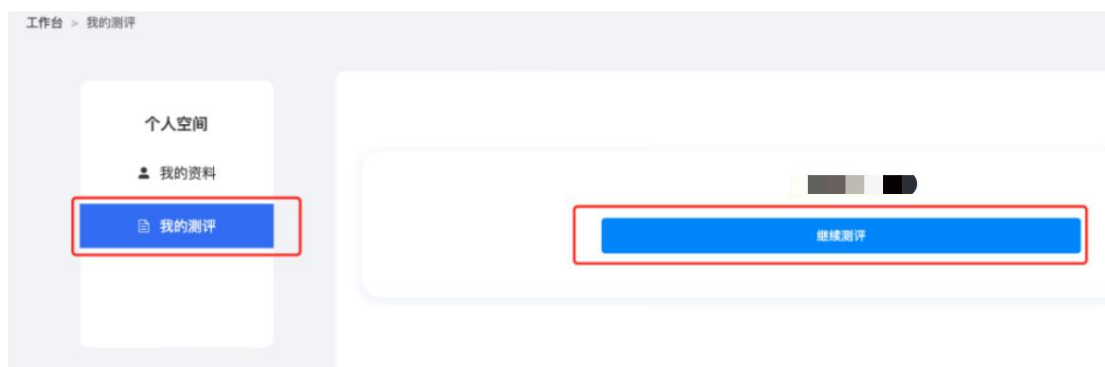 工作台 > 我的测评
个人空间
我的资料
我的测评
继续测评